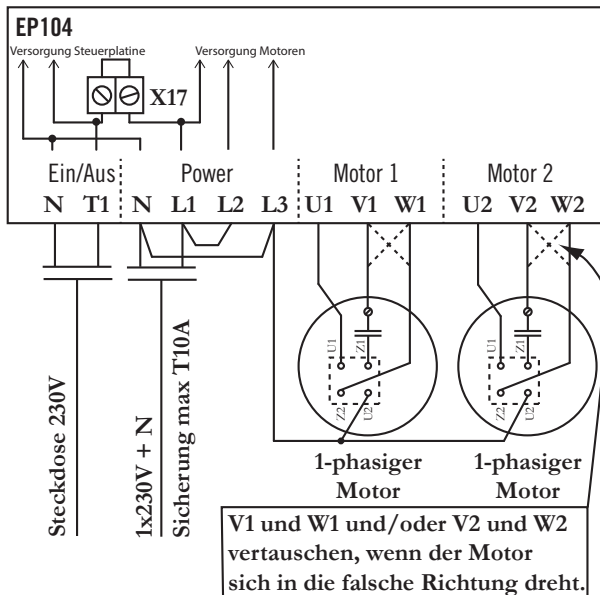 EP104
Versorgung Steuerplatine
Versorgung Motoren
X17
Ein/Aus
Power
Motor 1
Motor 2
N T1 N L1 L2 L3 U1 V1 W1 U2 V2 W2
U1
Z1
Z2
U2
U1
Z1
Z2
U2
Steckdose 230V
1x230V + N
Sicherung max T10A
1-phasiger
Motor
1-phasiger
Motor
V1 und W1 und/oder V2 und W2
vertauschen, wenn der Motor
sich in die falsche Richtung dreht.